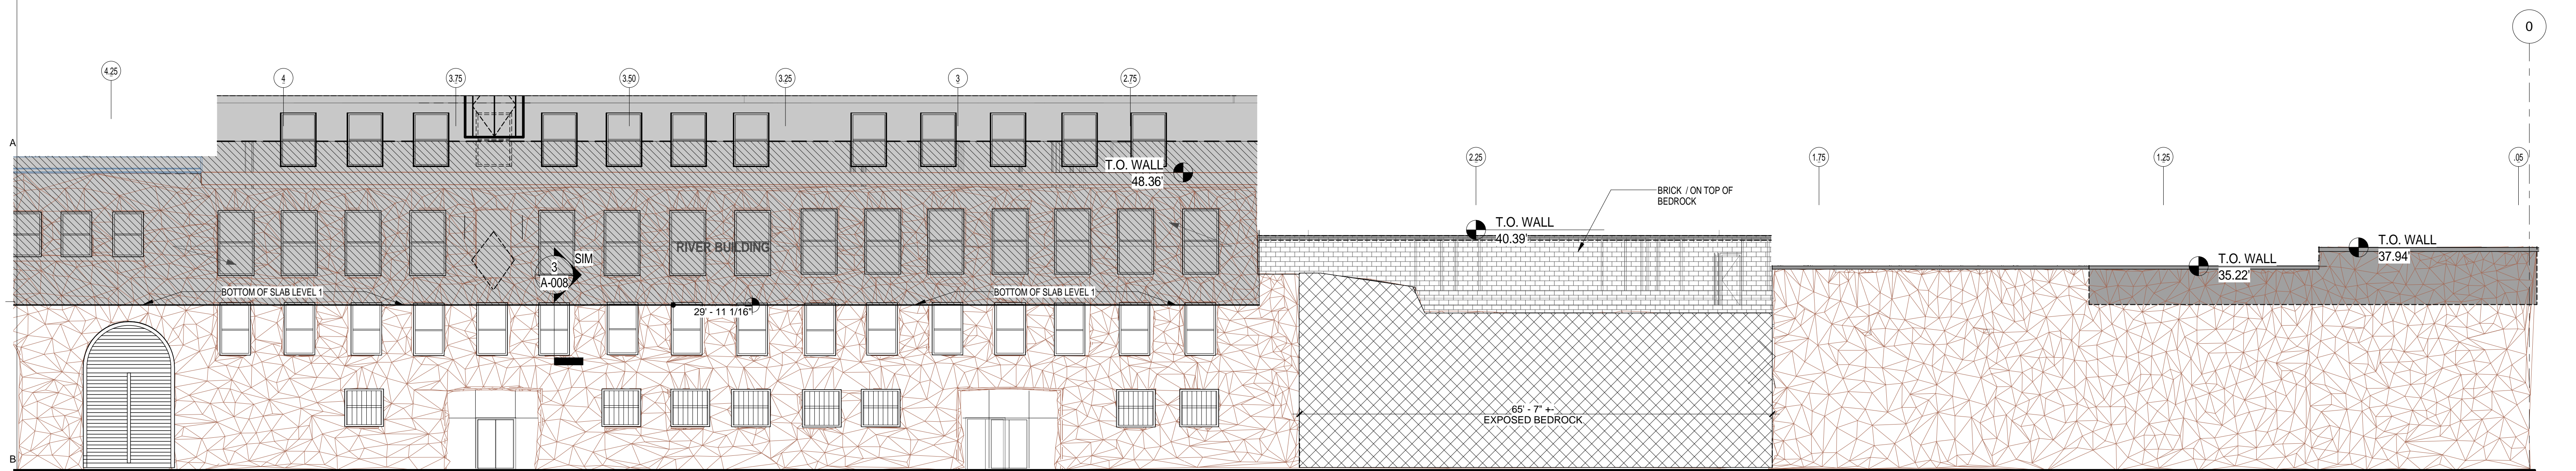 0
4.25
4
3.75
3.50
3.25
3
2.75
A
2.25
1.75
1.25
.05
T.O. WALL
48.36'
BRICK / ON TOP OF
BEDROCK
T.O. WALL
40.39'
T.O. WALL
37.94'
T.O. WALL
35.22'
RIVER BUILDING
SIM
3
A-008
BOTTOM OF SLAB LEVEL 1
BOTTOM OF SLAB LEVEL 1
29' - 11 1/16"
65' - 7" +-
EXPOSED BEDROCK
B